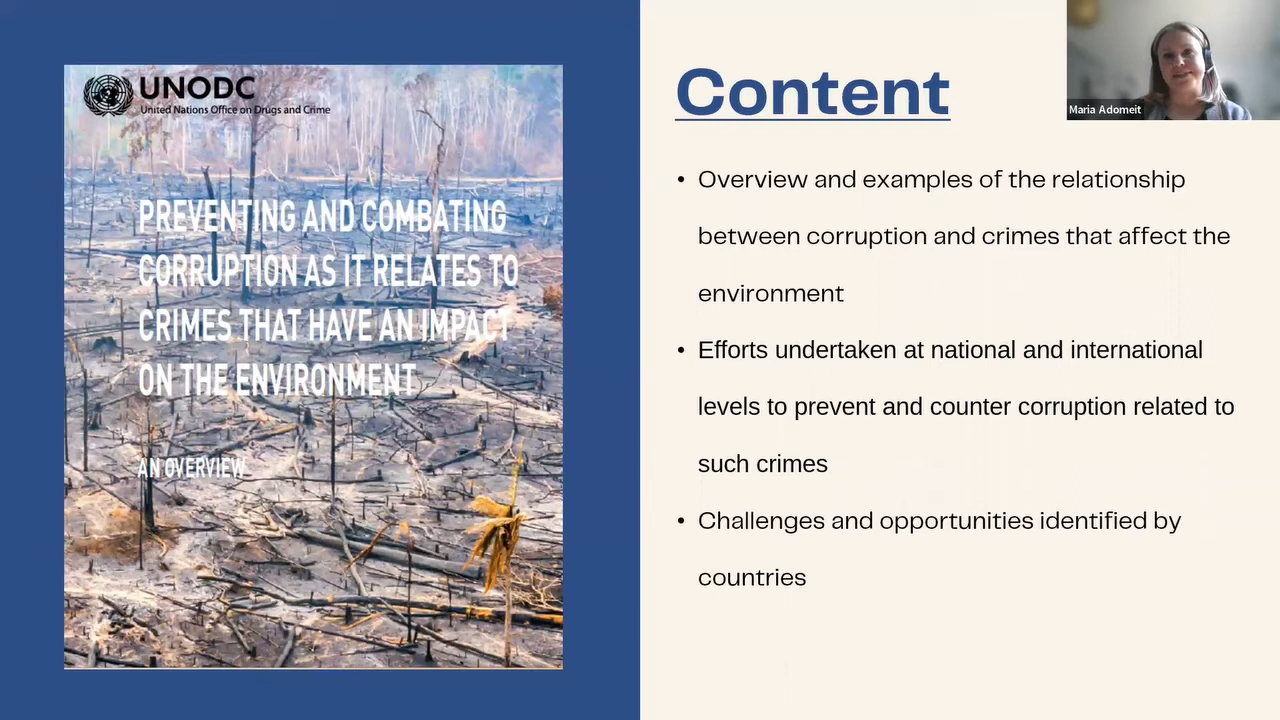 UNODC
United Nations Office on Drugs and Crime
PREVENTING AND COMBATING
CORRUPTION AS IT RELATES TO
CRIMES THAT HAVE AN IMPACT
ON THE ENVIRONMENT
AN OVERVIEW
Content
Maria Adomeit
• Overview and examples of the relationship
between corruption and crimes that affect the
environment
• Efforts undertaken at national and international
levels to prevent and counter corruption related to
such crimes
• Challenges and opportunities identified by
countries